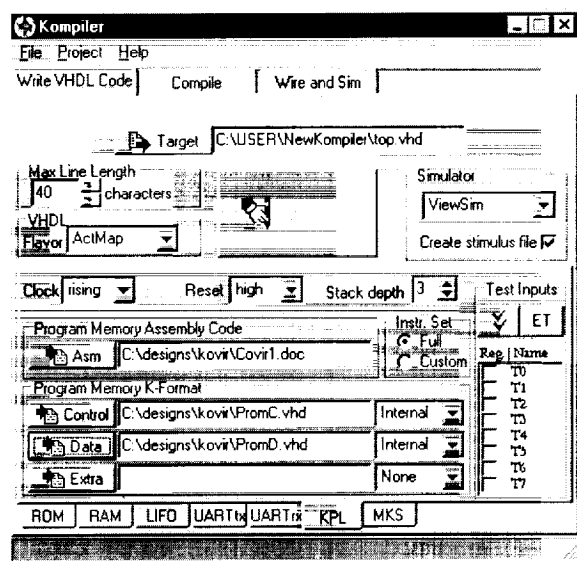 Kompiler
File Project Help
Write VHDL Code Compile Wire and Sim
Target C:\USER\NewKompiler\top.vhd
Max Line Length
40 characters
Simulator
ViewSim
VHDL
Flavor ActMap
Create stimulus file
Clock rising Reset high Stack depth 3 Test Inputs
Program Memory Assembly Code Instr. Set
Full
ET
Asm C:\designs\kovir\Covir1.doc
Custom
Reg Name
Program Memory K-Format
T0
T1
Control C:\designs\kovir\PromC.vhd Internal
T2
T3
Data C:\designs\kovir\PromD.vhd Internal
T4
T5
Extra None
T6
T7
ROM RAM LIFO UARTtx UARTrx KPL MKS